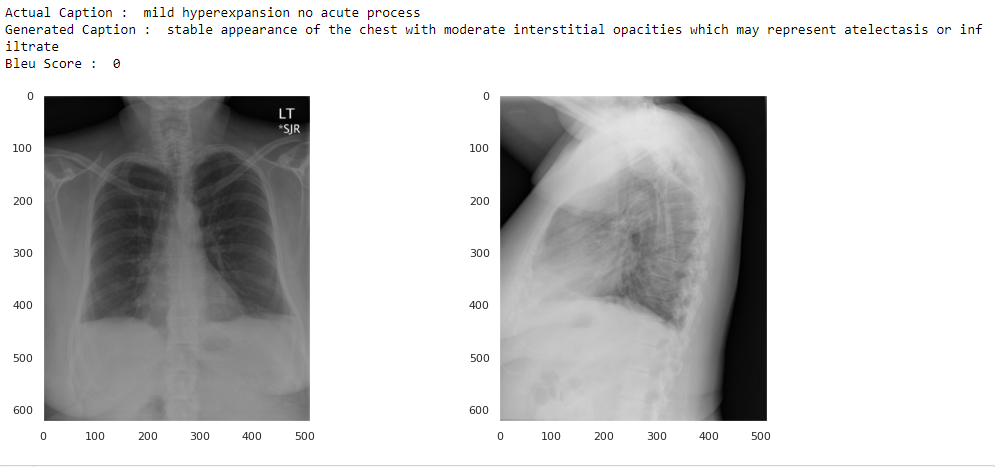 Actual Caption :  mild hyperexpansion no acute process
Generated Caption :  stable appearance of the chest with moderate interstitial opacities which may represent atelectasis or inf
iltrate
Bleu Score :  0
0
100
200
300
400
500
600
0 100 200 300 400 500
LT
*SJR
0
100
200
300
400
500
600
0 100 200 300 400 500